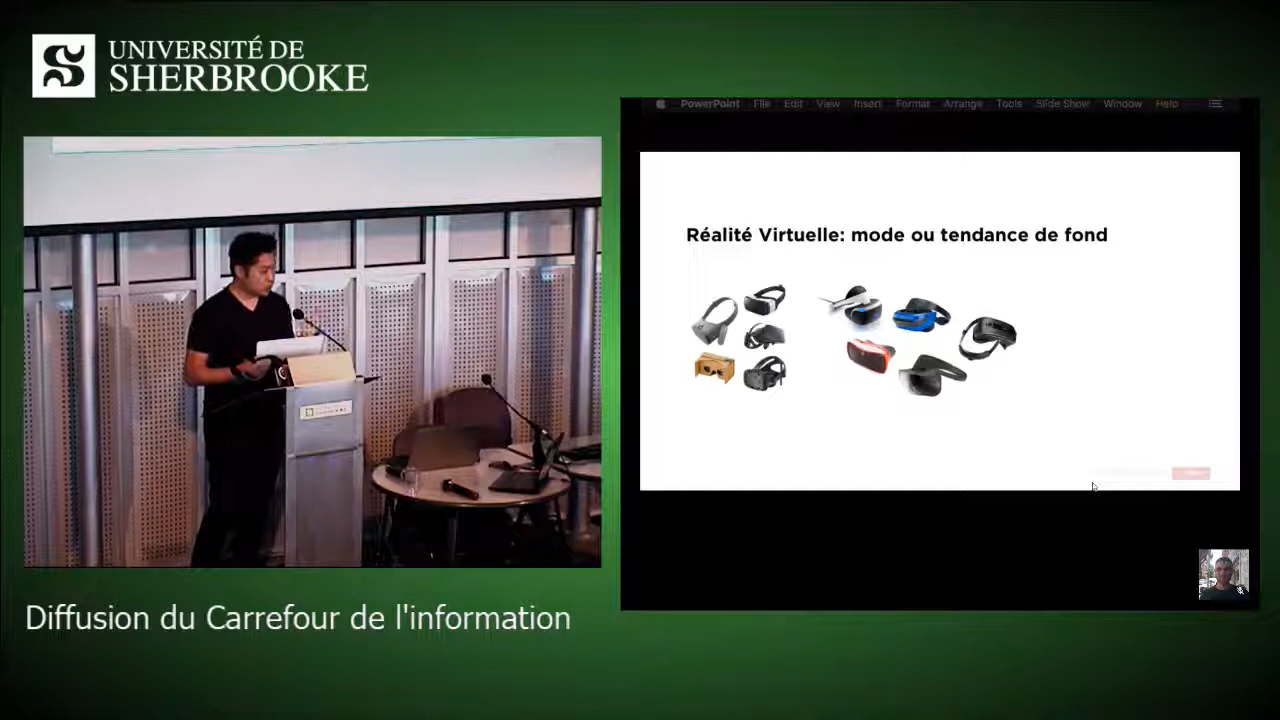 UNIVERSITÉ DE
SHERBROOKE
PowerPoint File Edit View Insert Format Arrange Tools Slide Show Window Help
Réalité Virtuelle: mode ou tendance de fond
Diffusion du Carrefour de l'information